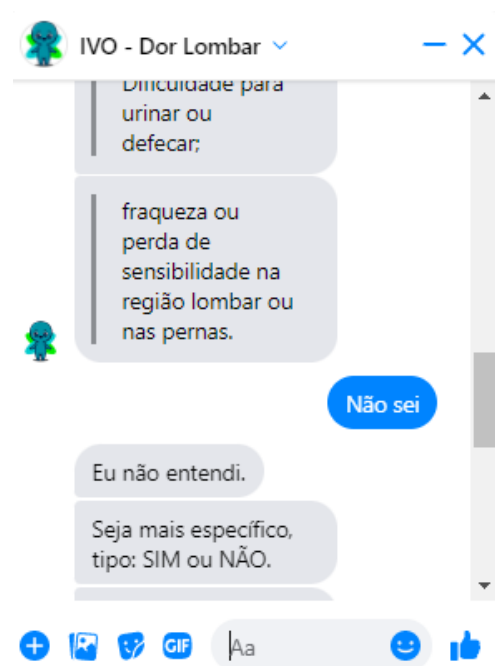 IVO - Dor Lombar
Dificuldade para
urinar ou
defecar;
fraqueza ou
perda de
sensibilidade na
região lombar ou
nas pernas.
Não sei
Eu não entendi.
Seja mais específico,
tipo: SIM ou NÃO.
GIF
Aa